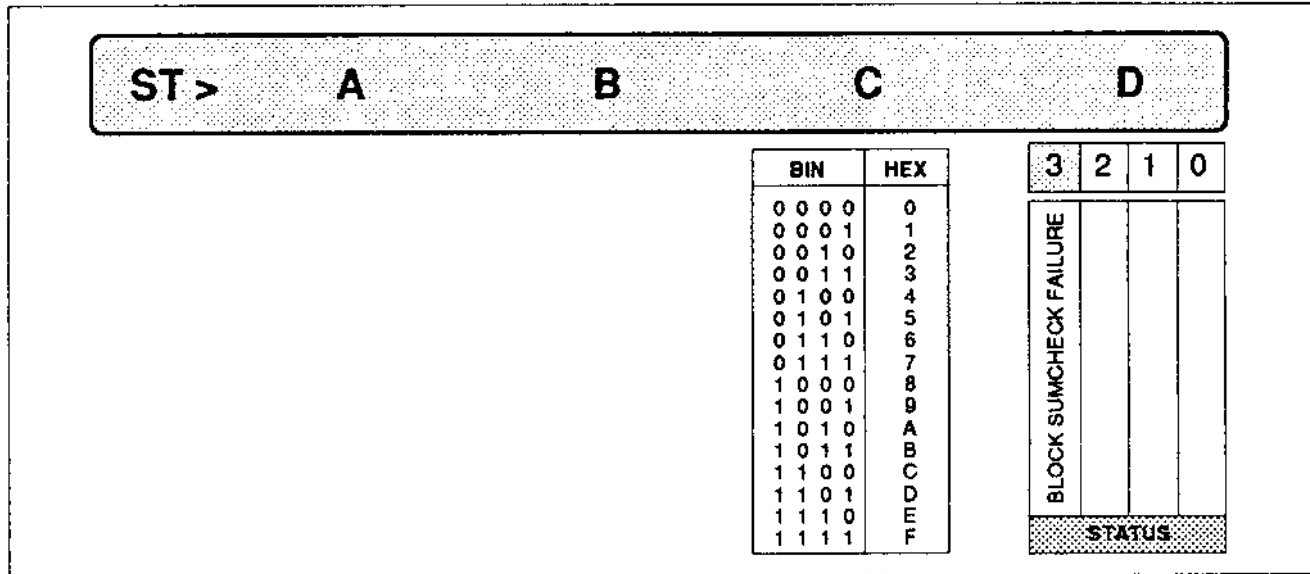 ST > A B C D
BIN HEX
0 0 0 0 0
0 0 0 1 1
0 0 1 0 2
0 0 1 1 3
0 1 0 0 4
0 1 0 1 5
0 1 1 0 6
0 1 1 1 7
1 0 0 0 8
1 0 0 1 9
1 0 1 0 A
1 0 1 1 B
1 1 0 0 C
1 1 0 1 D
1 1 1 0 E
1 1 1 1 F
3 2 1 0
BLOCK SUMCHECK FAILURE
STATUS